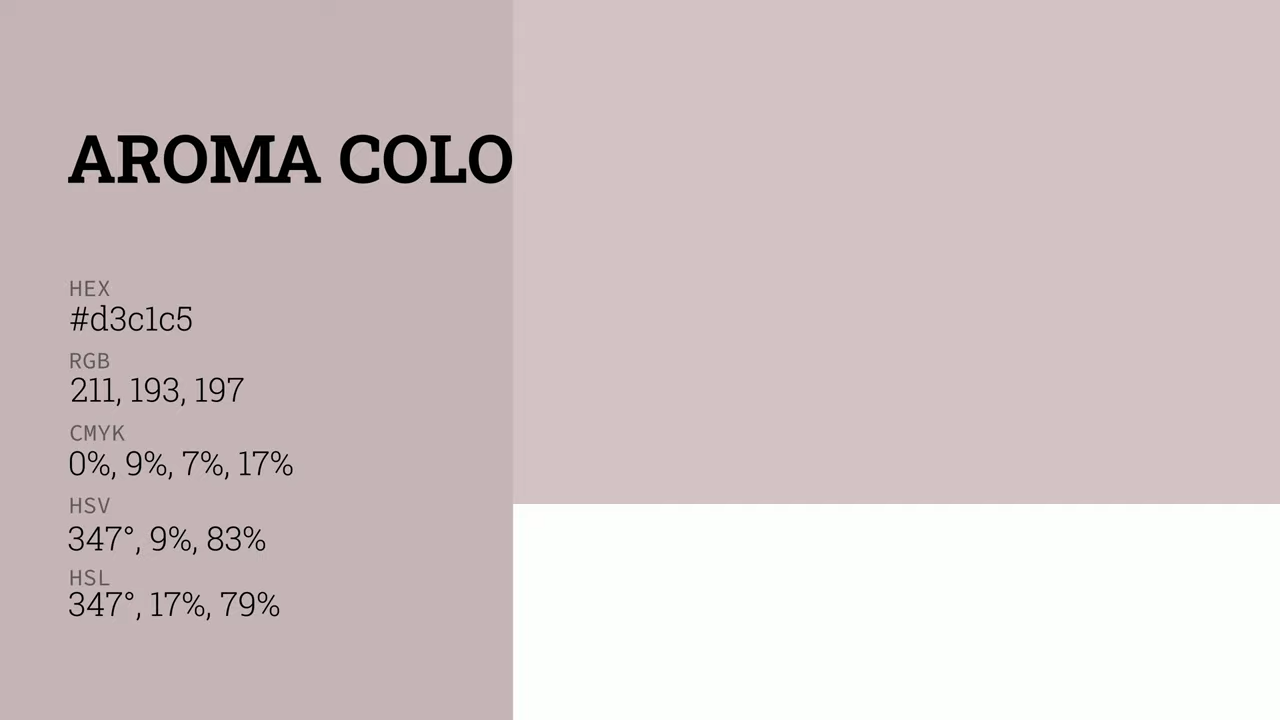 AROMA COLO
HEX
#d3c1c5
RGB
211, 193, 197
CMYK
0%, 9%, 7%, 17%
HSV
347°, 9%, 83%
HSL
347°, 17%, 79%